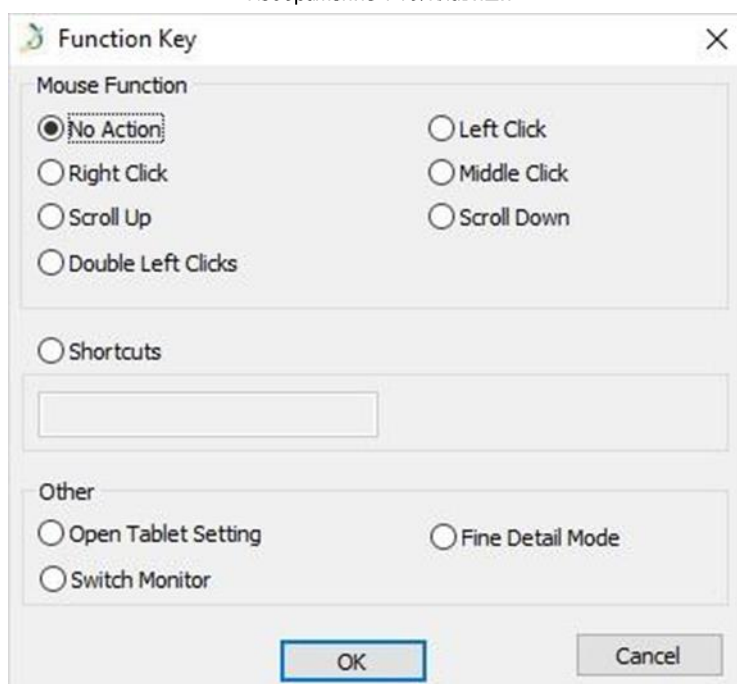 Function Key
Mouse Function
No Action Left Click
Right Click Middle Click
Scroll Up Scroll Down
Double Left Clicks
Shortcuts
Other
Open Tablet Setting Fine Detail Mode
Switch Monitor
OK Cancel